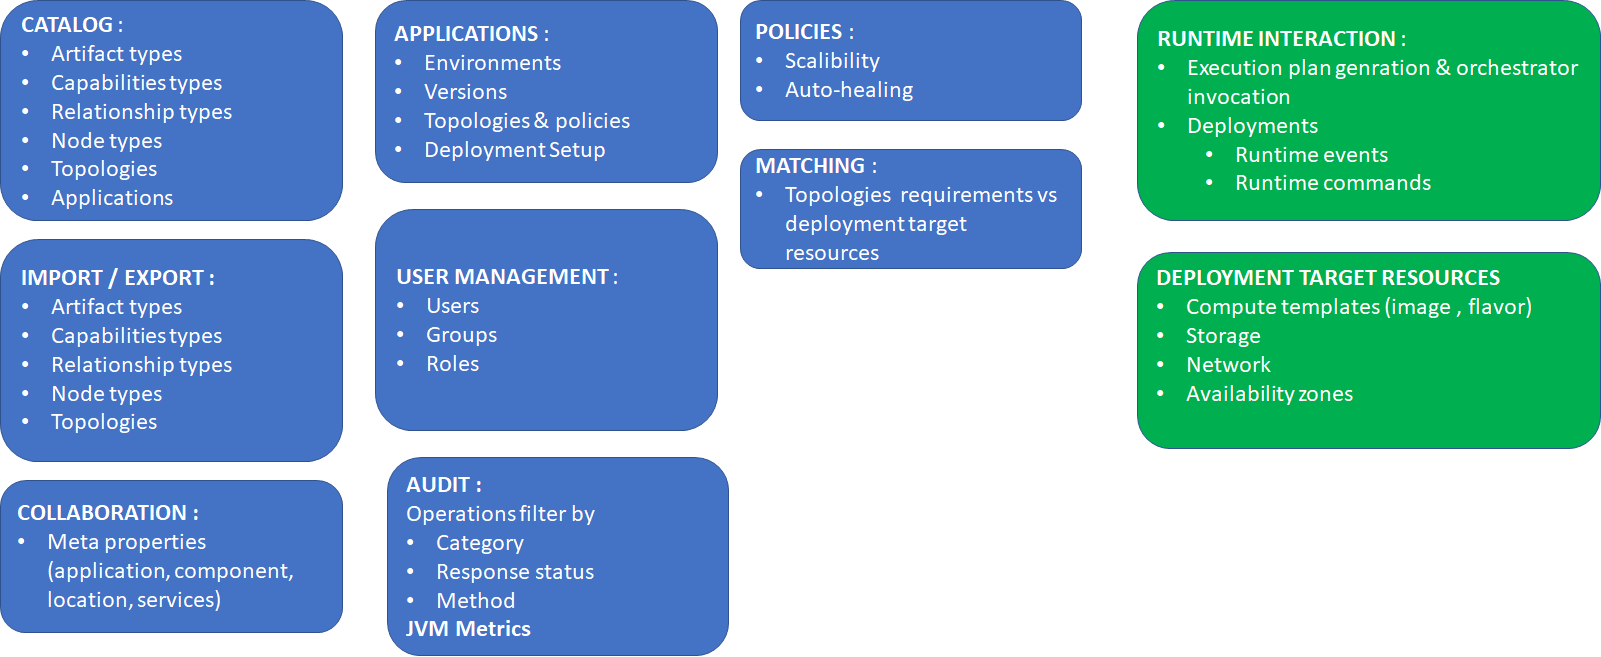 CATALOG :
• Artifact types
• Capabilities types
• Relationship types
• Node types
• Topologies
• Applications
IMPORT / EXPORT :
• Artifact types
• Capabilities types
• Relationship types
• Node types
• Topologies
COLLABORATION :
• Meta properties
(application, component,
location, services)
APPLICATIONS :
• Environments
• Versions
• Topologies & policies
• Deployment Setup
USER MANAGEMENT :
• Users
• Groups
• Roles
AUDIT :
Operations filter by
• Category
• Response status
• Method
JVM Metrics
POLICIES :
• Scalibility
• Auto-healing
MATCHING :
• Topologies requirements vs
deployment target
resources
RUNTIME INTERACTION :
• Execution plan genration & orchestrator
invocation
• Deployments
• Runtime events
• Runtime commands
DEPLOYMENT TARGET RESOURCES
• Compute templates (image , flavor)
• Storage
• Network
• Availability zones